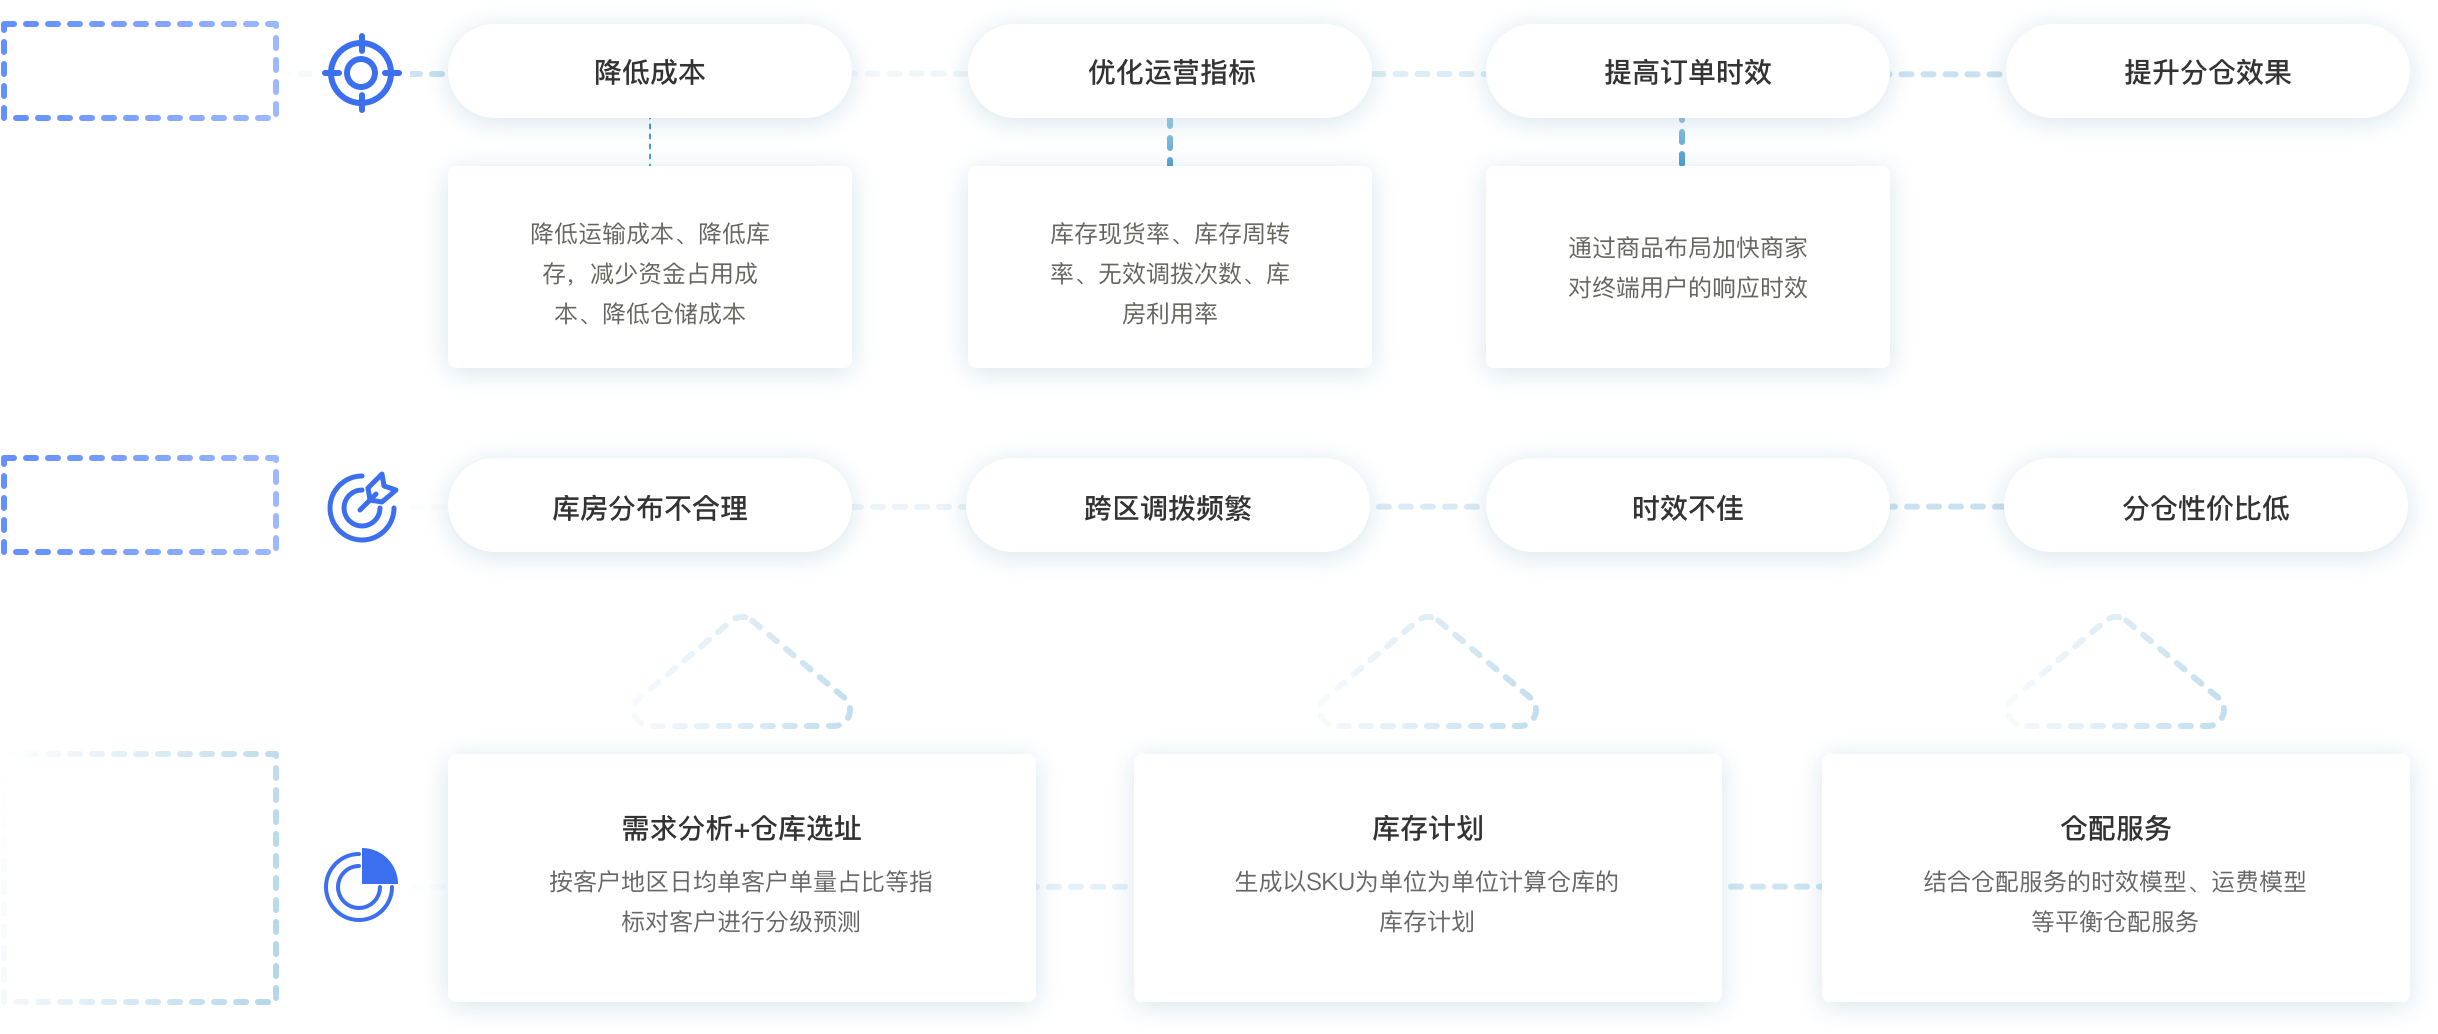 降低成本
优化运营指标
提高订单时效
提升分仓效果
降低运输成本、降低库
存，减少资金占用成
本、降低仓储成本
库存现货率、库存周转
率、无效调拨次数、库
房利用率
通过商品布局加快商家
对终端用户的响应时效
库房分布不合理
跨区调拨频繁
时效不佳
分仓性价比低
需求分析+仓库选址
按客户地区日均单客户单量占比等指
标对客户进行分级预测
库存计划
生成以SKU为单位为单位计算仓库的
库存计划
仓配服务
结合仓配服务的时效模型、运费模型
等平衡仓配服务